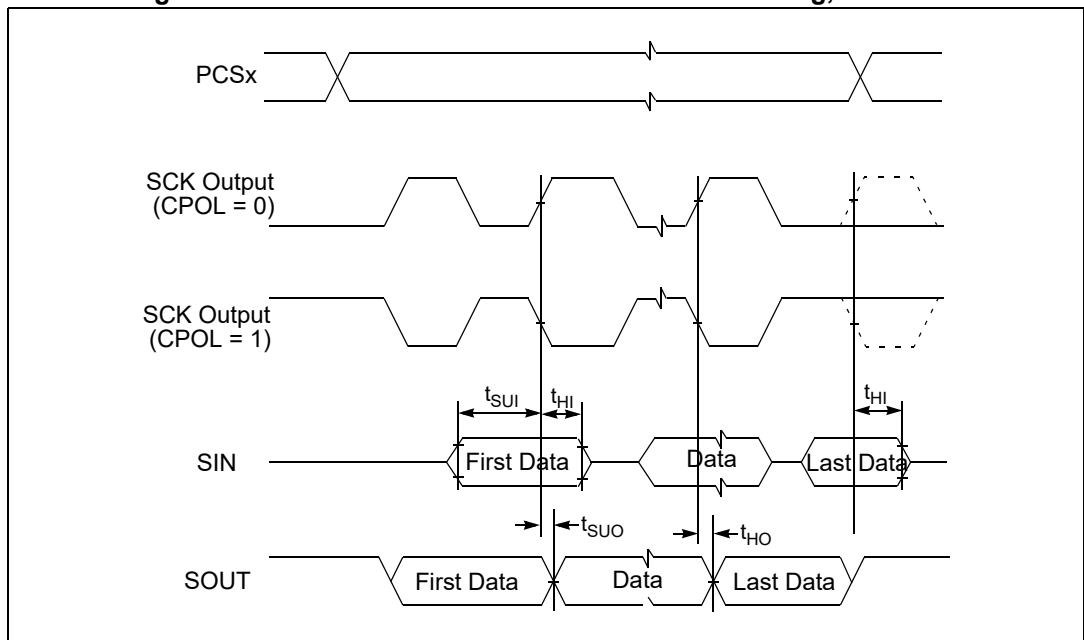 PCSx
SCK Output
(CPOL = 0)
SCK Output
(CPOL = 1)
tSUI
tHI
tHI
SIN
First Data
Data
Last Data
tSUO
tHO
SOUT
First Data
Data
Last Data